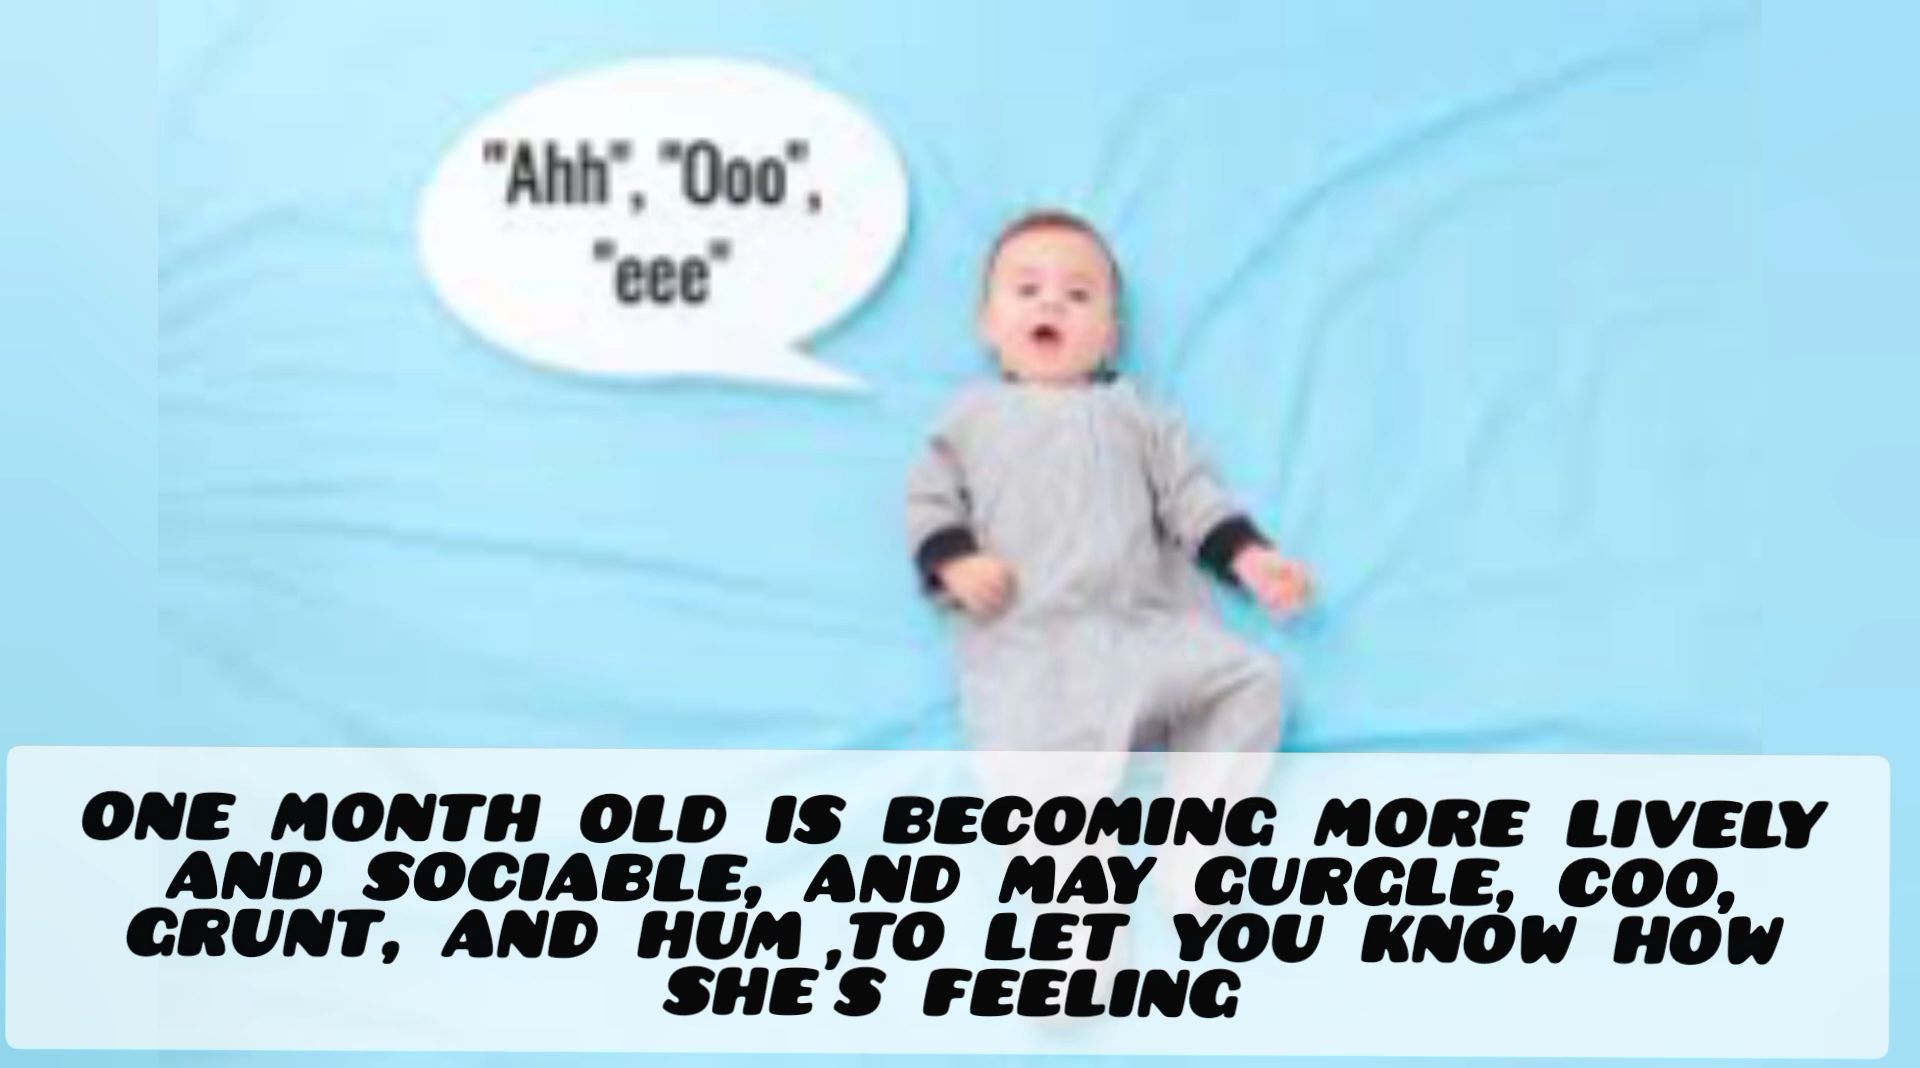 "Ahh", "Ooo",
"eee"
ONE MONTH OLD IS BECOMING MORE LIVELY
AND SOCIABLE, AND MAY GURGLE, COO,
GRUNT, AND HUM ,TO LET YOU KNOW HOW
SHE'S FEELING